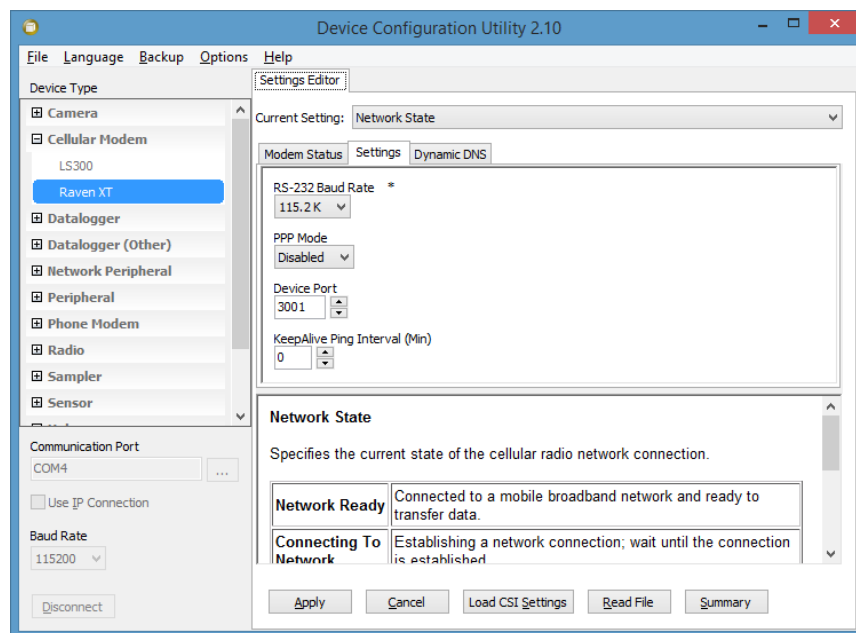 Device Configuration Utility 2.10
File Language Backup Options Help
Device Type
Camera
Cellular Modem
LS300
Raven XT
Datalogger
Datalogger (Other)
Network Peripheral
Peripheral
Phone Modem
Radio
Sampler
Sensor
Communication Port
COM4
...
Use IP Connection
Baud Rate
115200
Disconnect
Settings Editor
Current Setting: Network State
Modem Status Settings Dynamic DNS
RS-232 Baud Rate *
115.2 K
PPP Mode
Disabled
Device Port
3001
KeepAlive Ping Interval (Min)
0
Network State
Specifies the current state of the cellular radio network connection.
Network Ready Connected to a mobile broadband network and ready to
transfer data.
Connecting To Establishing a network connection; wait until the connection
Network is established
Apply Cancel Load CSI Settings Read File Summary